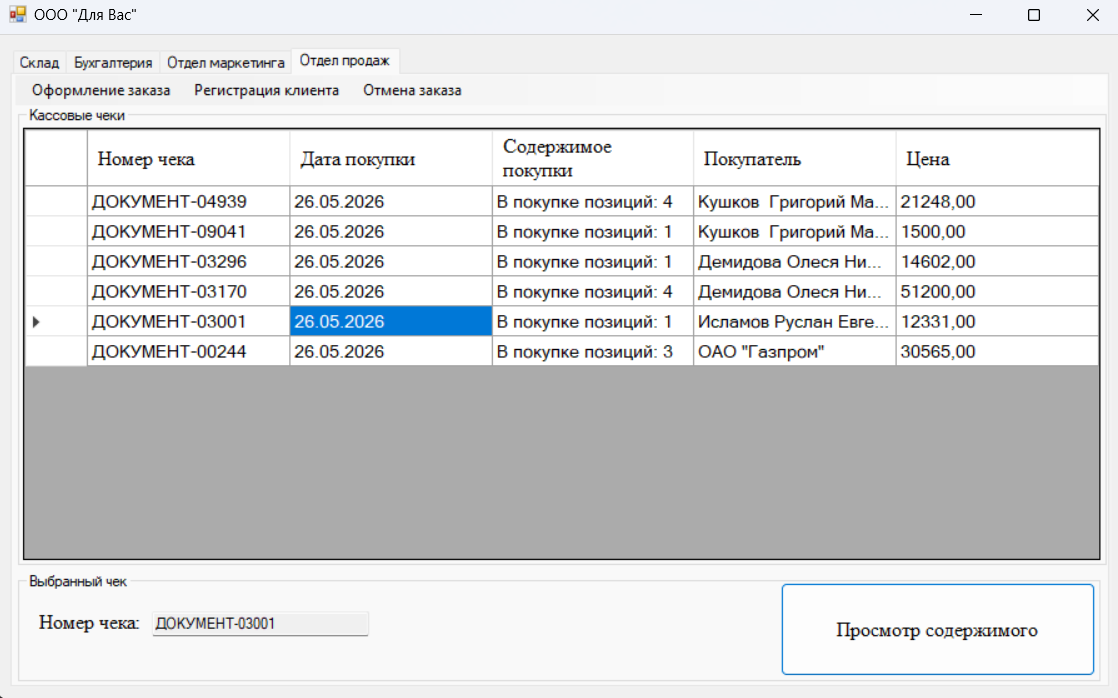 ООО "Для Вас"
Склад Бухгалтерия Отдел маркетинга Отдел продаж
Оформление заказа Регистрация клиента Отмена заказа
Кассовые чеки
Номер чека Дата покупки Содержимое покупки Покупатель Цена
ДОКУМЕНТ-04939 26.05.2026 В покупке позиций: 4 Кушков  Григорий Ма... 21248,00
ДОКУМЕНТ-09041 26.05.2026 В покупке позиций: 1 Кушков  Григорий Ма... 1500,00
ДОКУМЕНТ-03296 26.05.2026 В покупке позиций: 1 Демидова Олеся Ни... 14602,00
ДОКУМЕНТ-03170 26.05.2026 В покупке позиций: 4 Демидова Олеся Ни... 51200,00
ДОКУМЕНТ-03001 26.05.2026 В покупке позиций: 1 Исламов Руслан Евге... 12331,00
ДОКУМЕНТ-00244 26.05.2026 В покупке позиций: 3 ОАО "Газпром" 30565,00
Выбранный чек
Номер чека: ДОКУМЕНТ-03001
Просмотр содержимого